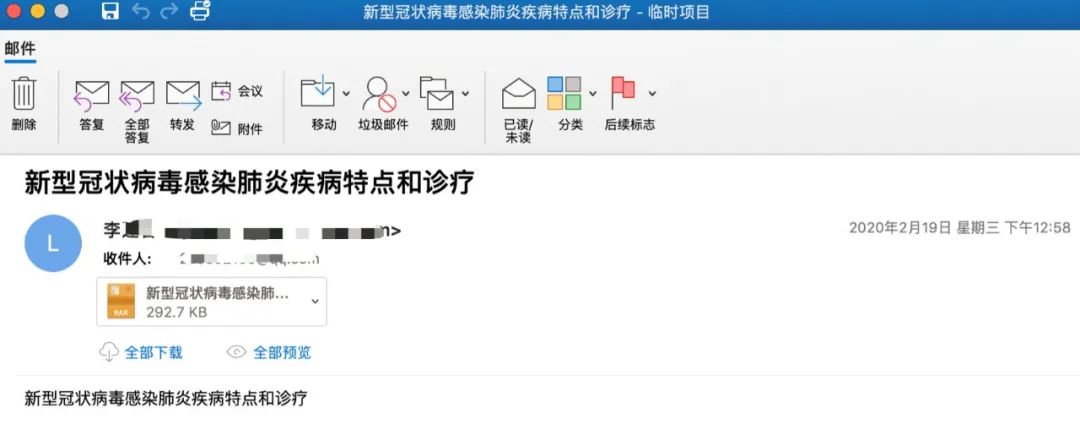 新型冠状病毒感染肺炎疾病特点和诊疗 - 临时项目
邮件
删除
答复
全部答复
转发
会议
附件
移动
垃圾邮件
规则
已读/未读
分类
后续标志
新型冠状病毒感染肺炎疾病特点和诊疗
2020年2月19日 星期三 下午12:58
L
李
收件人:
@qq.com
新型冠状病毒感染肺...
RAR
292.7 KB
全部下载
全部预览
新型冠状病毒感染肺炎疾病特点和诊疗